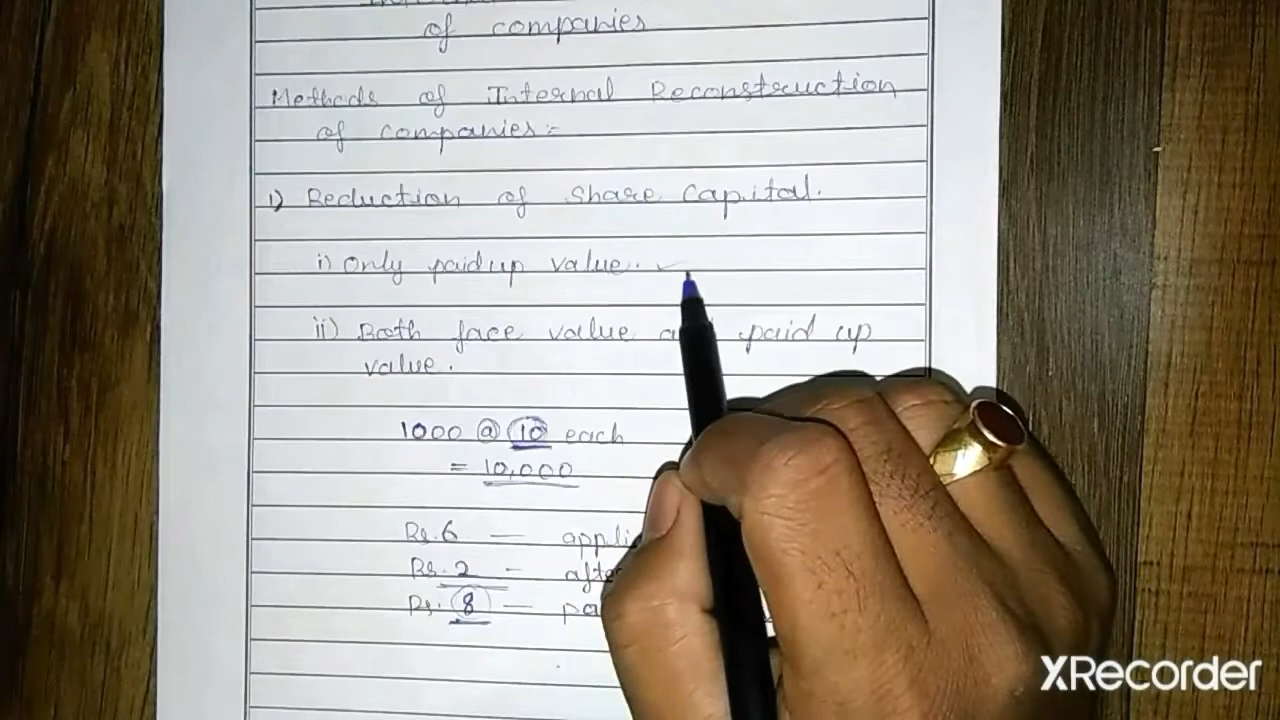 of companies
Methods of Internal Reconstruction
of companies:-
1) Reduction of share capital.
i) Only paid up value.
ii) Both face value paid up
value.
1000 @ 10 each
= 10,000
Rs. 6 —
Rs. 2 -
Rs. 8 —
XRecorder